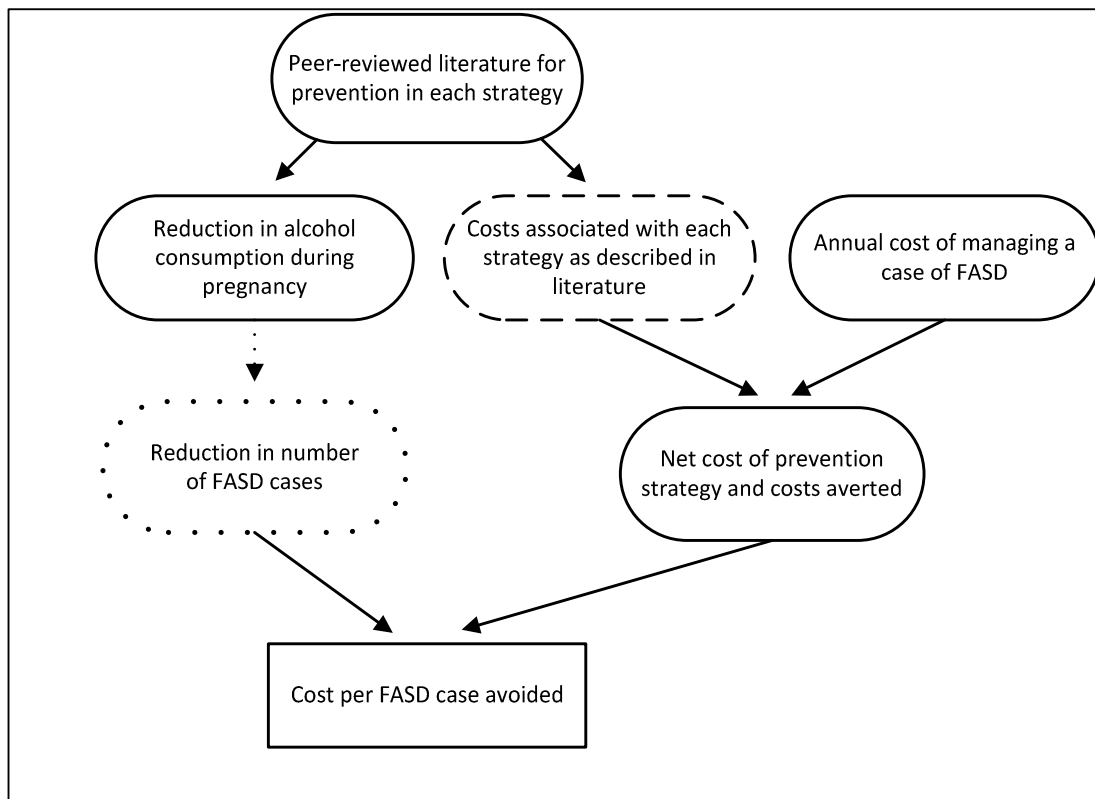 Peer-reviewed literature for
prevention in each strategy
Reduction in alcohol
consumption during
pregnancy
Costs associated with each
strategy as described in
literature
Annual cost of managing a
case of FASD
Reduction in number
of FASD cases
Net cost of prevention
strategy and costs averted
Cost per FASD case avoided